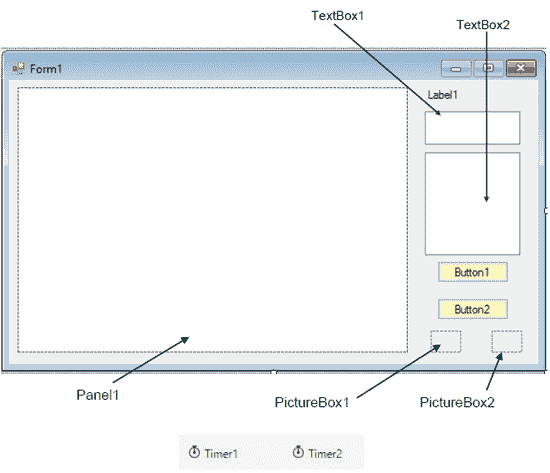 TextBox1
TextBox2
Form1
Label1
Button1
Button2
Panel1
PictureBox1
PictureBox2
Timer1
Timer2